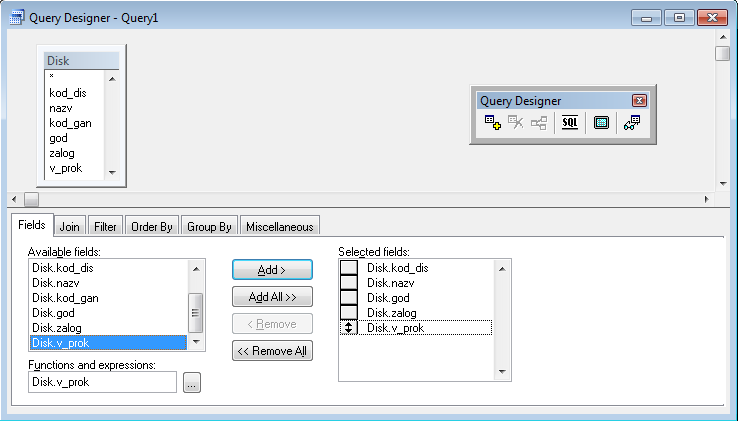 Query Designer - Query1
Disk
*
kod_dis
nazv
kod_gan
god
zalog
v_prok
Query Designer
SQL
Fields
Join
Filter
Order By
Group By
Miscellaneous
Available fields:
Disk.kod_dis
Disk.nazv
Disk.kod_gan
Disk.god
Disk.zalog
Disk.v_prok
Functions and expressions:
Disk.v_prok
...
Add >
Add All >>
< Remove
<< Remove All
Selected fields:
Disk.kod_dis
Disk.nazv
Disk.god
Disk.zalog
Disk.v_prok